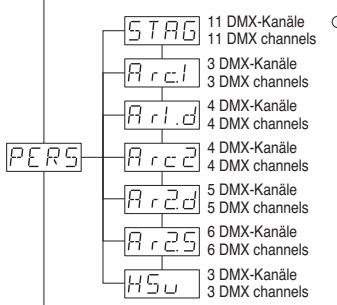 STAG
11 DMX-Kanäle
11 DMX channels
Arc.1
3 DMX-Kanäle
3 DMX channels
Ar1.d
4 DMX-Kanäle
4 DMX channels
PERS
Arc2
4 DMX-Kanäle
4 DMX channels
Ar2.d
5 DMX-Kanäle
5 DMX channels
Ar2.S
6 DMX-Kanäle
6 DMX channels
HSv
3 DMX-Kanäle
3 DMX channels